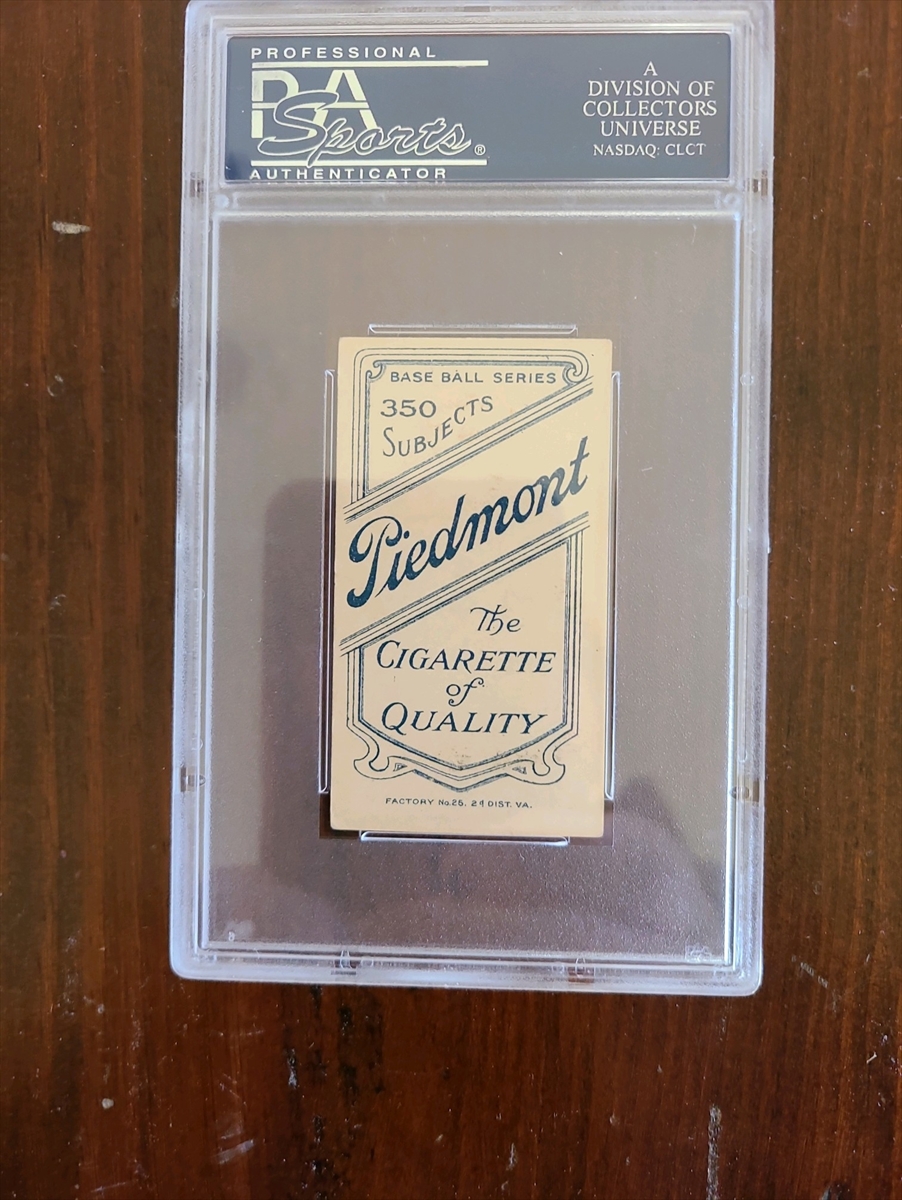 PROFESSIONAL
PSA
Sports®
AUTHENTICATOR
A
DIVISION OF
COLLECTORS
UNIVERSE
NASDAQ: CLCT
BASE BALL SERIES
350
SUBJECTS
Piedmont
The
CIGARETTE
of
QUALITY
FACTORY No.25. 2d DIST. VA.